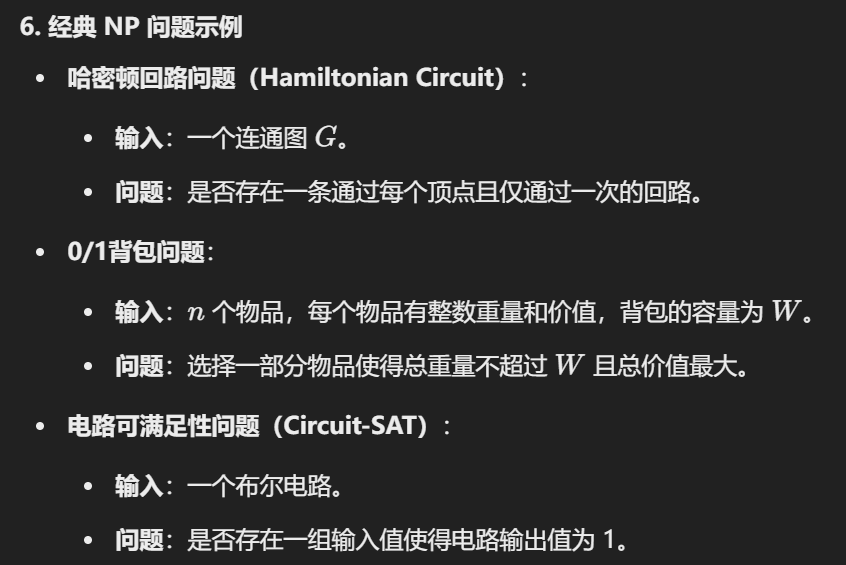 6. 经典 NP 问题示例
• 哈密顿回路问题（Hamiltonian Circuit）：
• 输入：一个连通图 G。
• 问题：是否存在一条通过每个顶点且仅通过一次的回路。
• 0/1背包问题：
• 输入：n 个物品，每个物品有整数重量和价值，背包的容量为 W。
• 问题：选择一部分物品使得总重量不超过 W 且总价值最大。
• 电路可满足性问题（Circuit-SAT）：
• 输入：一个布尔电路。
• 问题：是否存在一组输入值使得电路输出值为 1。